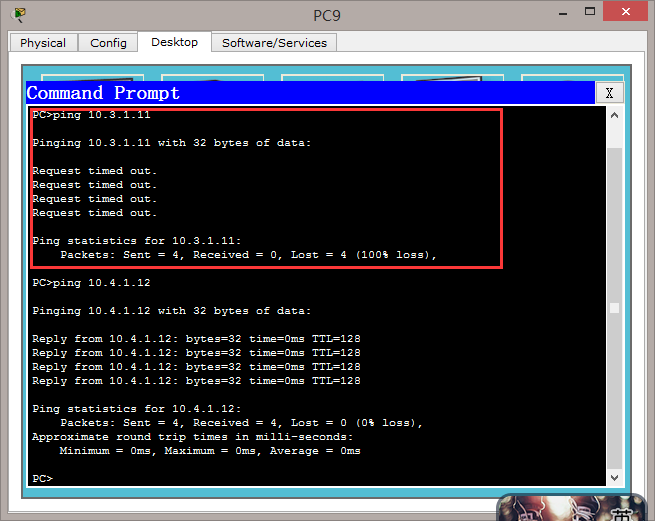 PC9
Physical
Config
Desktop
Software/Services
Command Prompt
X
PC>ping 10.3.1.11
Pinging 10.3.1.11 with 32 bytes of data:
Request timed out.
Request timed out.
Request timed out.
Request timed out.
Ping statistics for 10.3.1.11:
Packets: Sent = 4, Received = 0, Lost = 4 (100% loss),
PC>ping 10.4.1.12
Pinging 10.4.1.12 with 32 bytes of data:
Reply from 10.4.1.12: bytes=32 time=0ms TTL=128
Reply from 10.4.1.12: bytes=32 time=0ms TTL=128
Reply from 10.4.1.12: bytes=32 time=0ms TTL=128
Reply from 10.4.1.12: bytes=32 time=0ms TTL=128
Ping statistics for 10.4.1.12:
Packets: Sent = 4, Received = 4, Lost = 0 (0% loss),
Approximate round trip times in milli-seconds:
Minimum = 0ms, Maximum = 0ms, Average = 0ms
PC>
英